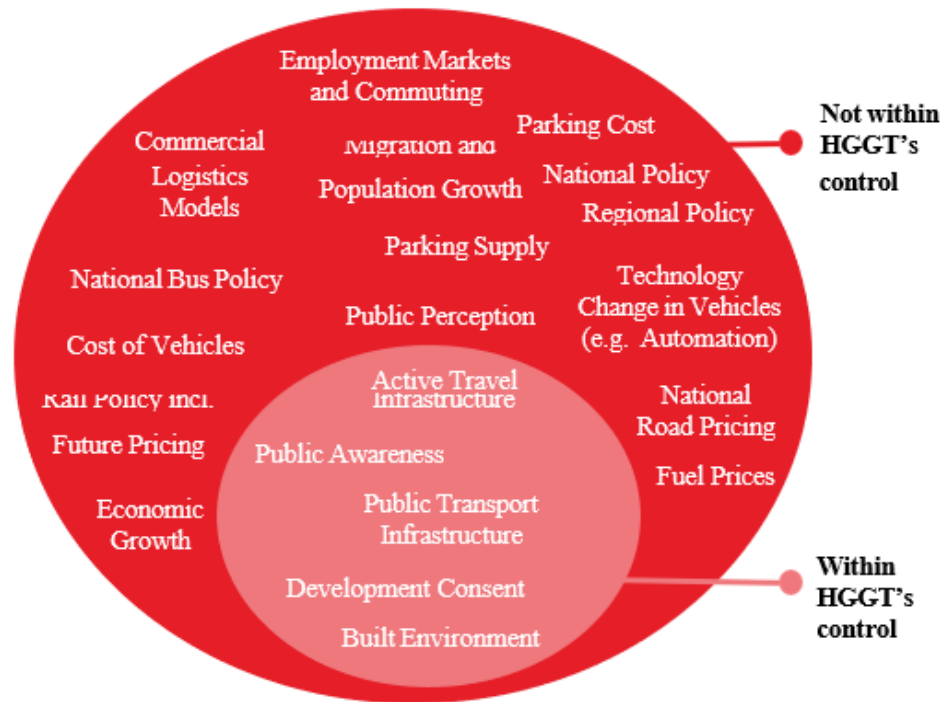 Employment Markets
and Commuting
Parking Cost
Commercial
Logistics
Models
Migration and
Population Growth
National Policy
Regional Policy
Parking Supply
National Bus Policy
Technology
Change in Vehicles
(e.g. Automation)
Public Perception
Cost of Vehicles
Active Travel
Infrastructure
Rail Policy incl.
Future Pricing
National
Road Pricing
Public Awareness
Fuel Prices
Economic
Growth
Public Transport
Infrastructure
Development Consent
Built Environment
Not within
HGGT’s
control
Within
HGGT’s
control